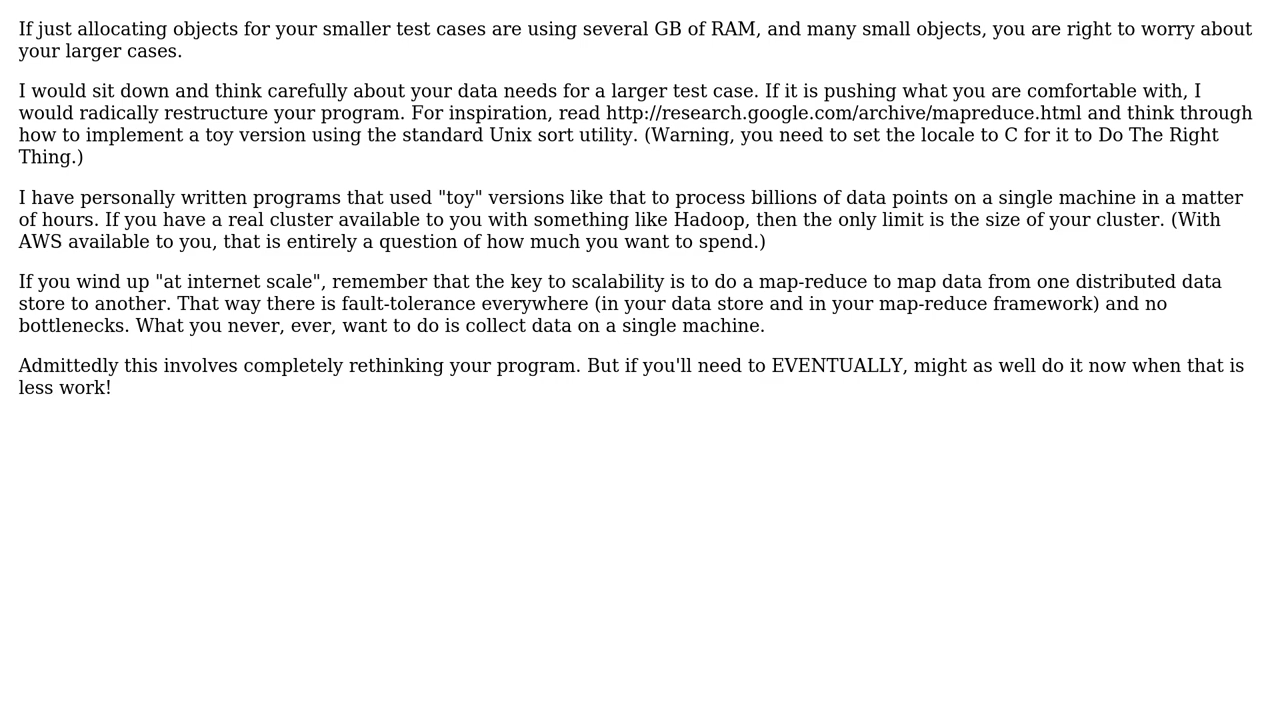 If just allocating objects for your smaller test cases are using several GB of RAM, and many small objects, you are right to worry about
your larger cases.
I would sit down and think carefully about your data needs for a larger test case. If it is pushing what you are comfortable with, I
would radically restructure your program. For inspiration, read http://research.google.com/archive/mapreduce.html and think through
how to implement a toy version using the standard Unix sort utility. (Warning, you need to set the locale to C for it to Do The Right
Thing.)
I have personally written programs that used "toy" versions like that to process billions of data points on a single machine in a matter
of hours. If you have a real cluster available to you with something like Hadoop, then the only limit is the size of your cluster. (With
AWS available to you, that is entirely a question of how much you want to spend.)
If you wind up "at internet scale", remember that the key to scalability is to do a map-reduce to map data from one distributed data
store to another. That way there is fault-tolerance everywhere (in your data store and in your map-reduce framework) and no
bottlenecks. What you never, ever, want to do is collect data on a single machine.
Admittedly this involves completely rethinking your program. But if you'll need to EVENTUALLY, might as well do it now when that is
less work!